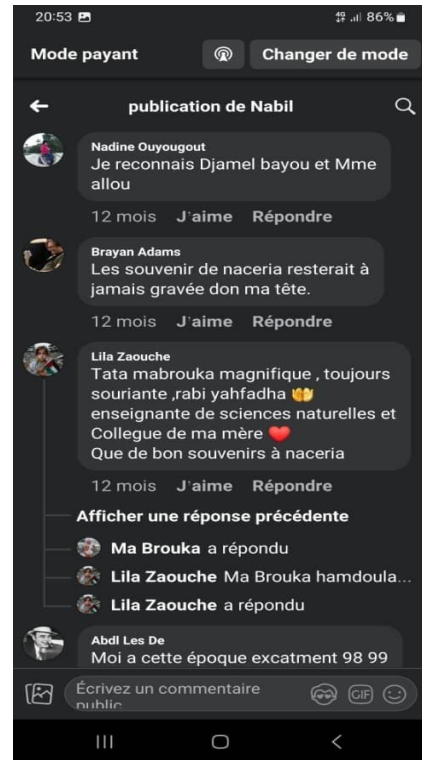 20:53
4G 86%
Mode payant
Changer de mode
publication de Nabil
Nadine Ouyougout
Je reconnais Djamel bayou et Mme
allou
12 mois J'aime Répondre
Brayan Adams
Les souvenir de naceria resterait à
jamais gravée don ma tête.
12 mois J'aime Répondre
Lila Zaouche
Tata mabrouka magnifique , toujours
souriante ,rabi yahfadha 🤲
enseignante de sciences naturelles et
Collegue de ma mère ❤️
Que de bon souvenirs à naceria
12 mois J'aime Répondre
Afficher une réponse précédente
Ma Brouka a répondu
Lila Zaouche Ma Brouka hamdoula...
Lila Zaouche a répondu
Abdl Les De
Moi a cette époque excatment 98 99
Écrivez un commentaire
public
GIF